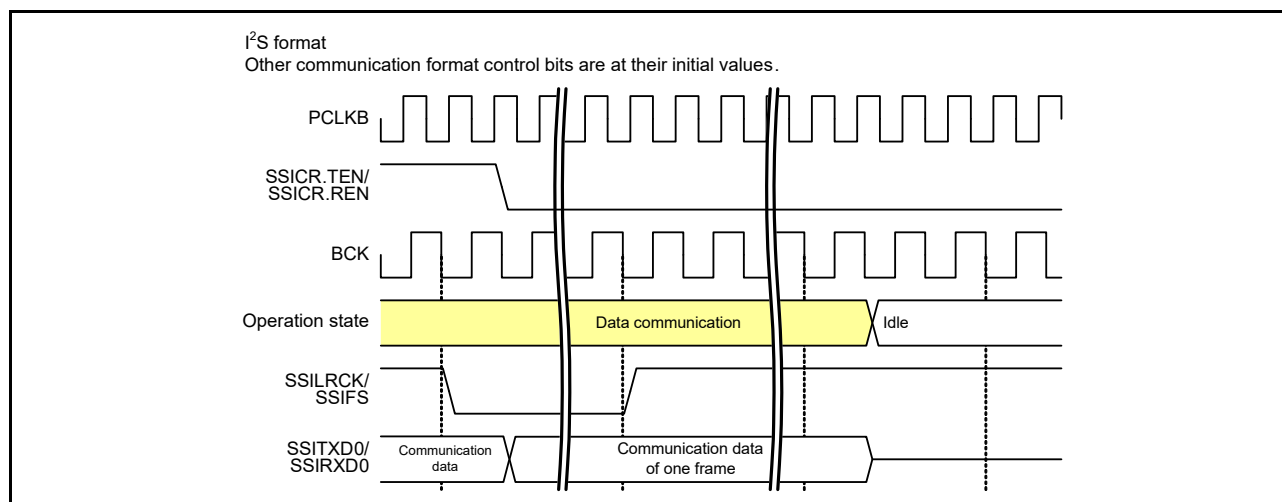 I²S format
Other communication format control bits are at their initial values.
PCLKB
SSICR.TEN/
SSICR.REN
BCK
Operation state
Data communication
Idle
SSILRCK/
SSIFS
SSITXD0/
SSIRXD0
Communication
data
Communication data
of one frame